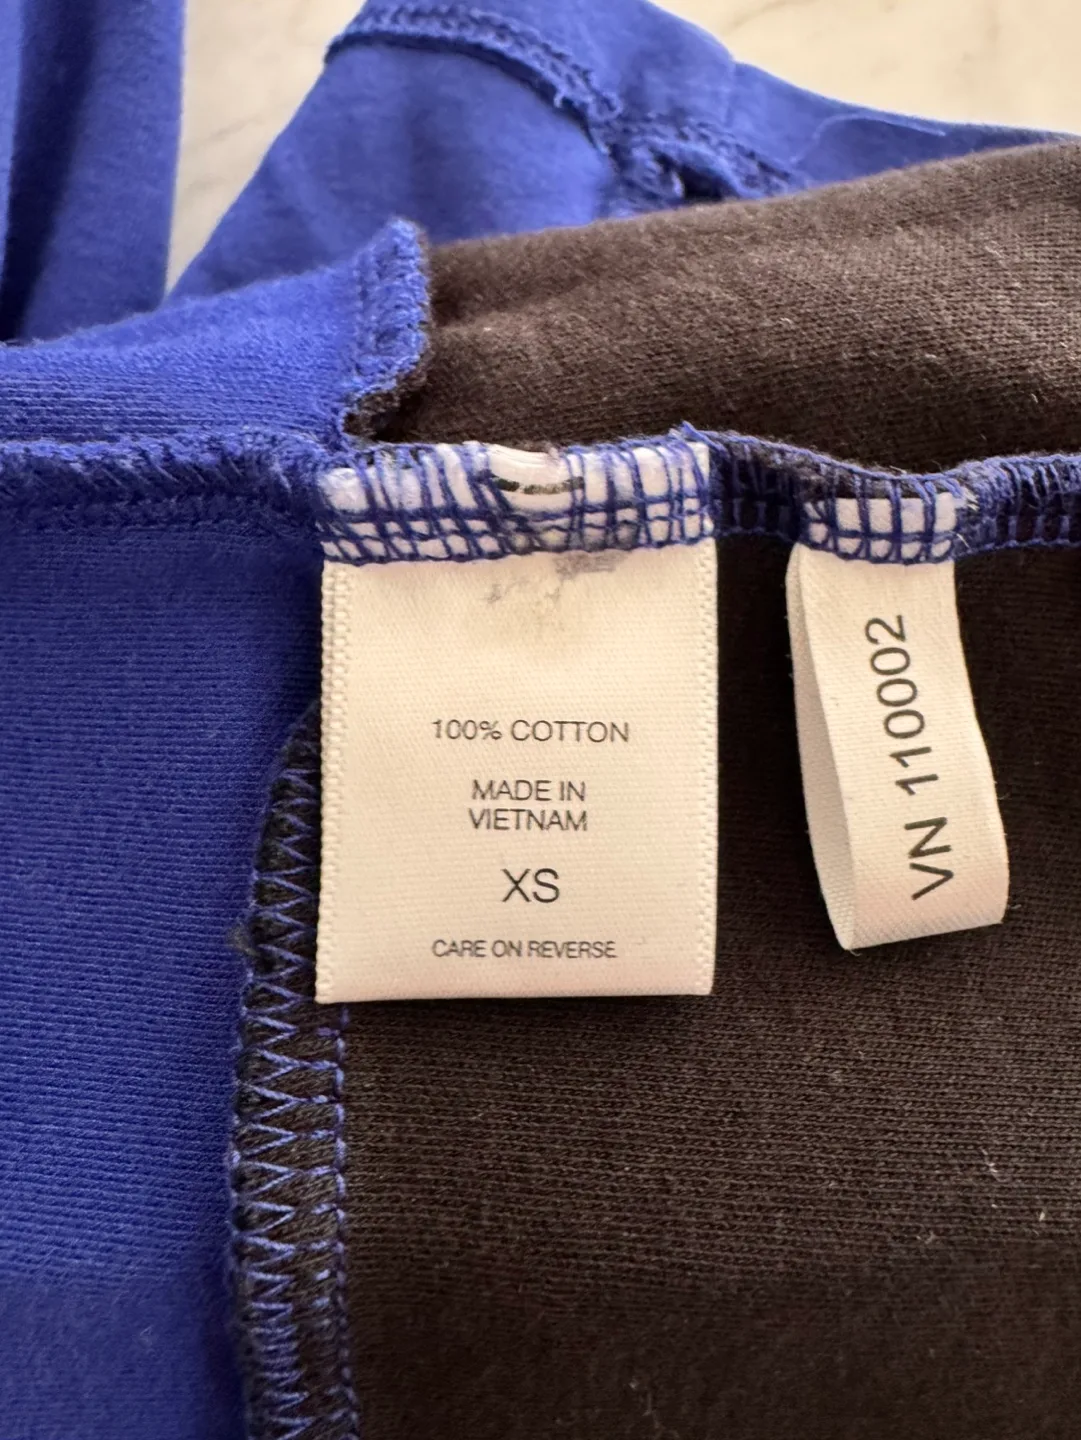 100% COTTON
MADE IN
VIETNAM
XS
CARE ON REVERSE
VN 110002